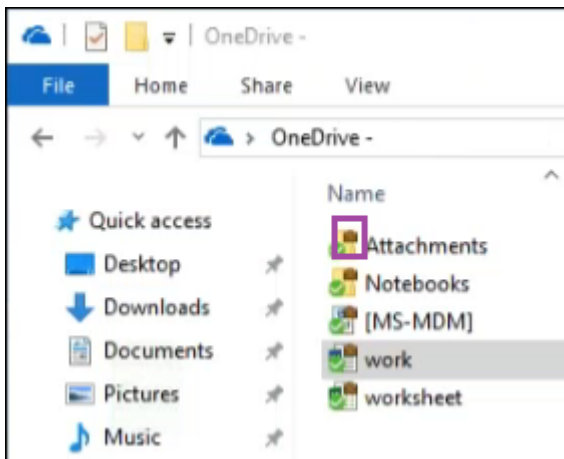 OneDrive -
File Home Share View
OneDrive -
Name
Quick access
Desktop
Downloads
Documents
Pictures
Music
Attachments
Notebooks
[MS-MDM]
work
worksheet